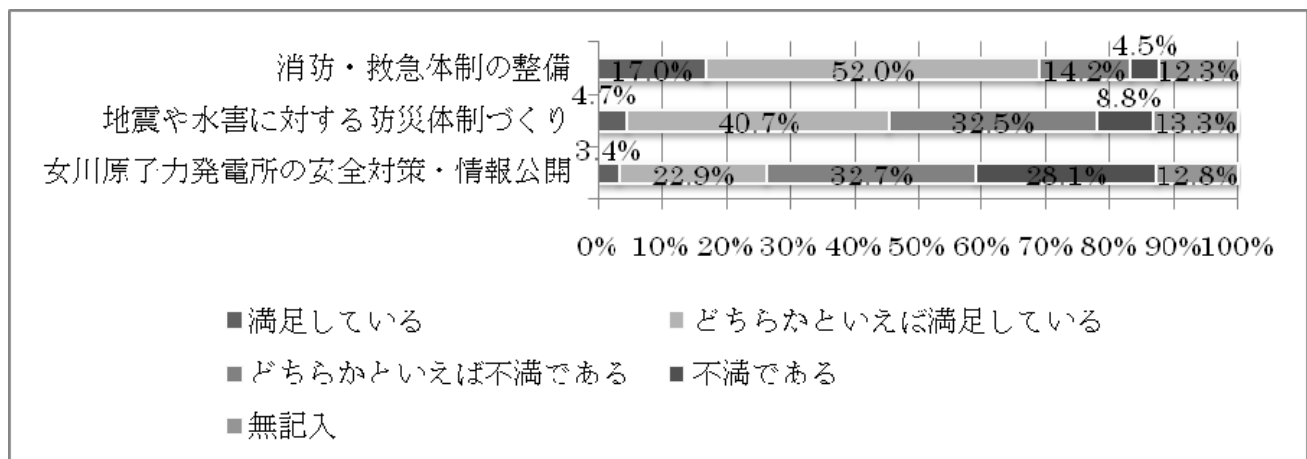 4.5%
消防・救急体制の整備 17.0% 52.0% 14.2% 12.3%
4.7% 8.8%
地震や水害に対する防災体制づくり 40.7% 32.5% 13.3%
3.4%
女川原子力発電所の安全対策・情報公開 22.9% 32.7% 28.1% 12.8%
0% 10% 20% 30% 40% 50% 60% 70% 80% 90% 100%
■満足している ■どちらかといえば満足している
■どちらかといえば不満である ■不満である
■無記入